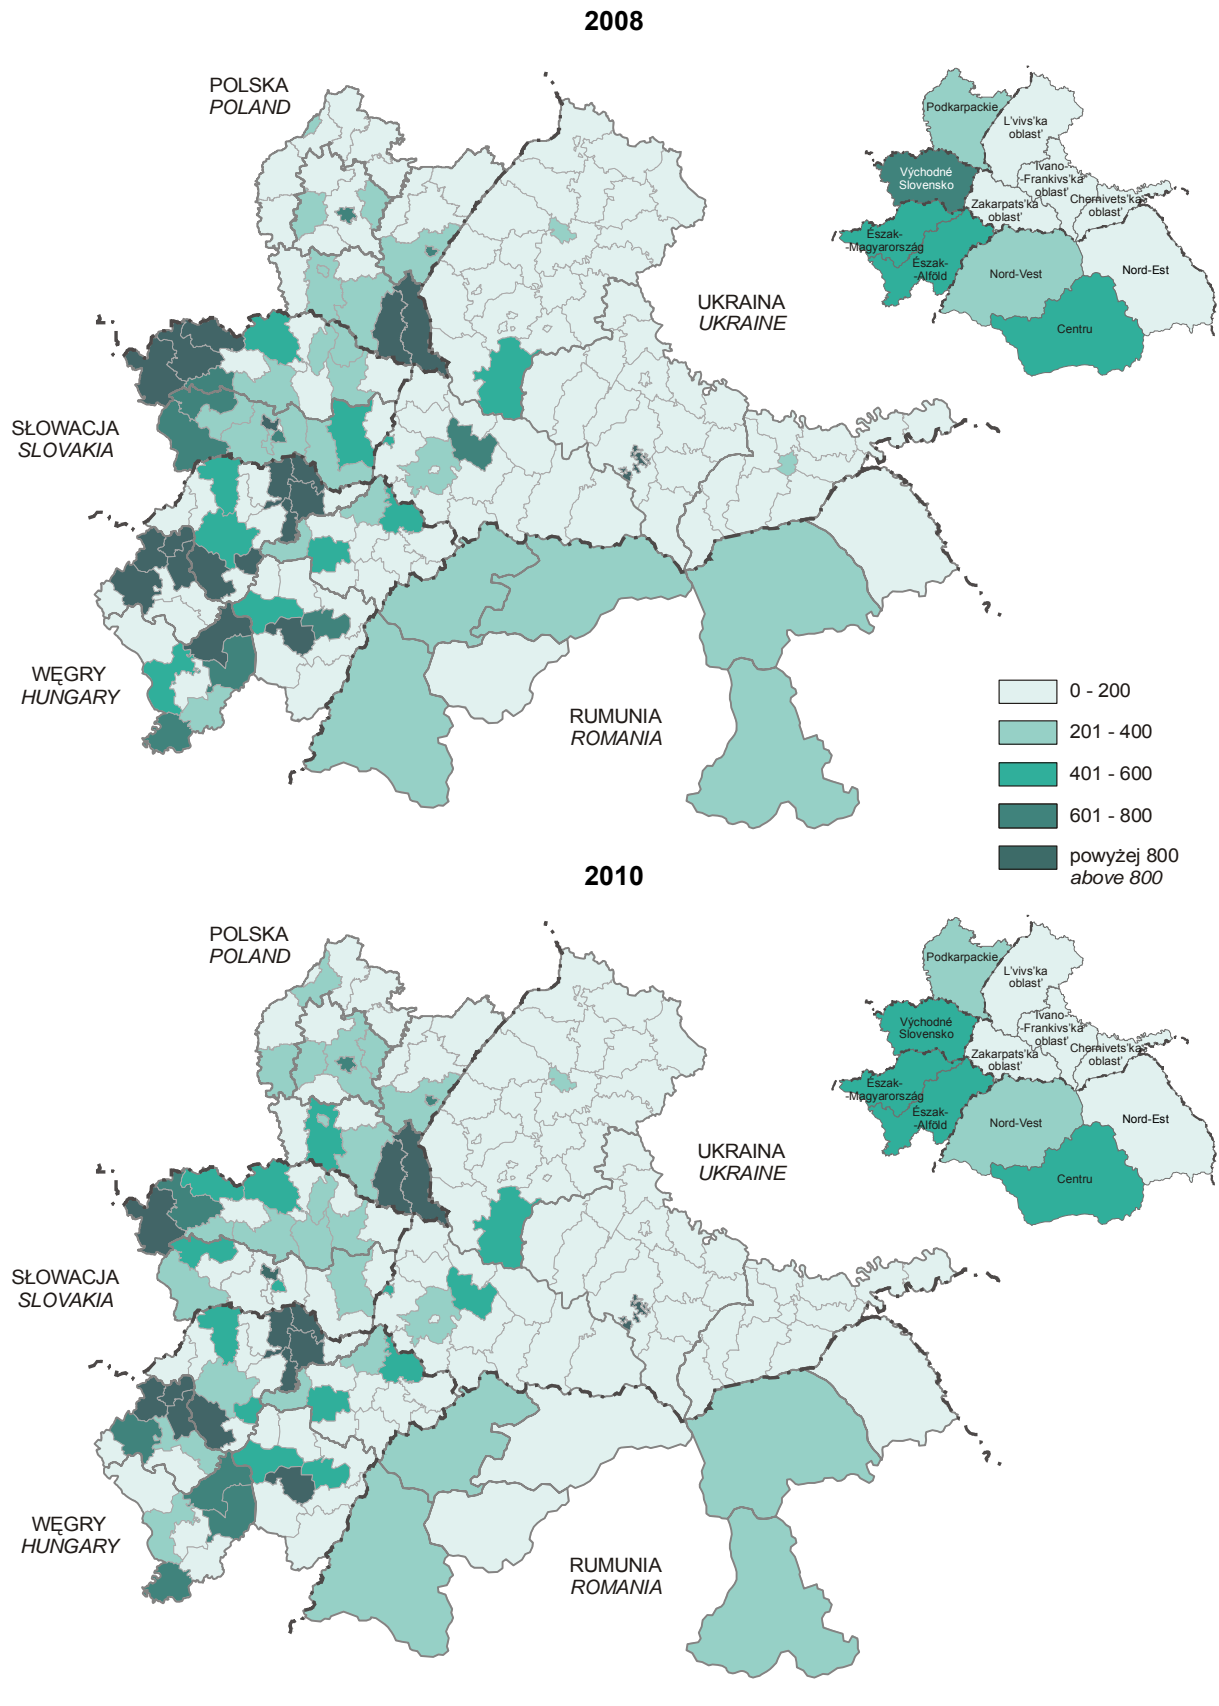 2008
POLSKA
POLAND
Podkarpackie
L'vivs'ka
oblast'
Východné
Slovensko
Ivano-
-Frankivs'ka
oblast'
Zakarpats'ka
oblast'
Chernivets'ka
oblast'
Észak-
-Magyarország
Észak-
-Alföld
Nord-Vest
Nord-Est
Centru
UKRAINA
UKRAINE
SŁOWACJA
SLOVAKIA
WĘGRY
HUNGARY
RUMUNIA
ROMANIA
0 - 200
201 - 400
401 - 600
601 - 800
powyżej 800
above 800
2010
POLSKA
POLAND
Podkarpackie
L'vivs'ka
oblast'
Východné
Slovensko
Ivano-
-Frankivs'ka
oblast'
Zakarpats'ka
oblast'
Chernivets'ka
oblast'
Észak-
-Magyarország
Észak-
-Alföld
Nord-Vest
Nord-Est
Centru
UKRAINA
UKRAINE
SŁOWACJA
SLOVAKIA
WĘGRY
HUNGARY
RUMUNIA
ROMANIA